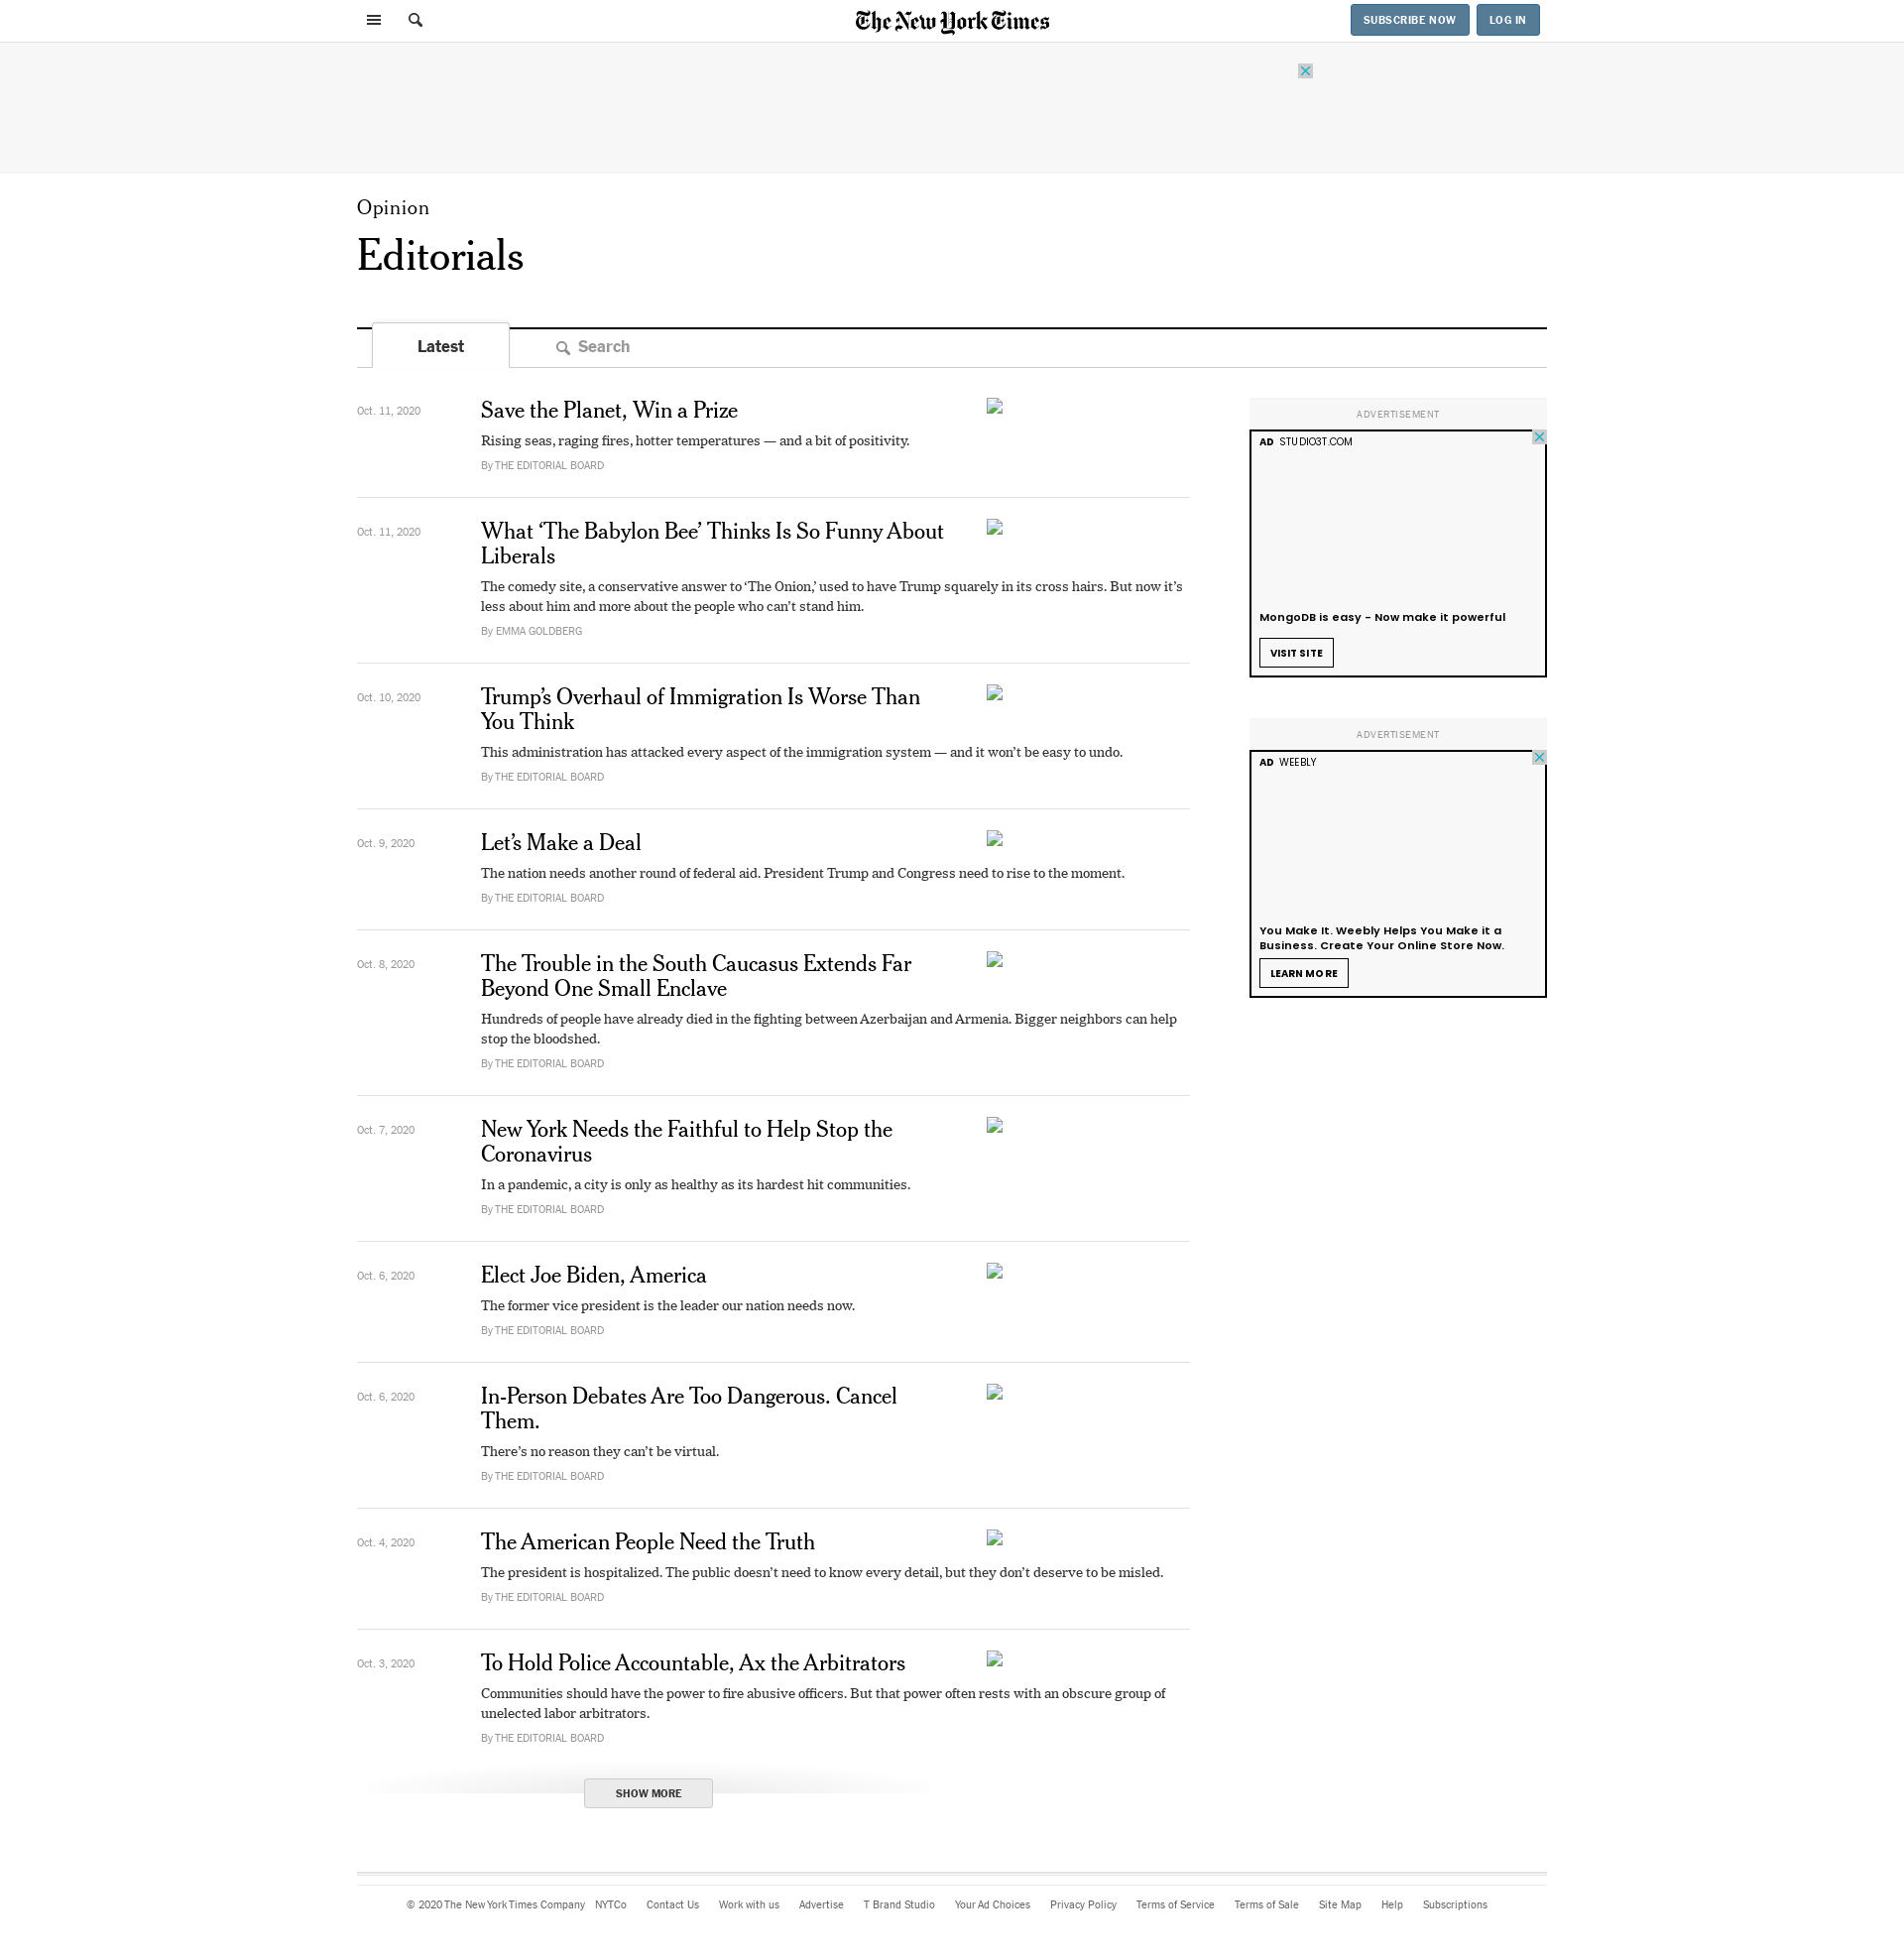 The New York Times
SUBSCRIBE NOW
LOG IN
Opinion
Editorials
Latest
Search
Oct. 11, 2020
Save the Planet, Win a Prize
Rising seas, raging fires, hotter temperatures — and a bit of positivity.
By THE EDITORIAL BOARD
Oct. 11, 2020
What ‘The Babylon Bee’ Thinks Is So Funny About
Liberals
The comedy site, a conservative answer to ‘The Onion,’ used to have Trump squarely in its cross hairs. But now it’s
less about him and more about the people who can’t stand him.
By EMMA GOLDBERG
Oct. 10, 2020
Trump’s Overhaul of Immigration Is Worse Than
You Think
This administration has attacked every aspect of the immigration system — and it won’t be easy to undo.
By THE EDITORIAL BOARD
Oct. 9, 2020
Let’s Make a Deal
The nation needs another round of federal aid. President Trump and Congress need to rise to the moment.
By THE EDITORIAL BOARD
Oct. 8, 2020
The Trouble in the South Caucasus Extends Far
Beyond One Small Enclave
Hundreds of people have already died in the fighting between Azerbaijan and Armenia. Bigger neighbors can help
stop the bloodshed.
By THE EDITORIAL BOARD
Oct. 7, 2020
New York Needs the Faithful to Help Stop the
Coronavirus
In a pandemic, a city is only as healthy as its hardest hit communities.
By THE EDITORIAL BOARD
Oct. 6, 2020
Elect Joe Biden, America
The former vice president is the leader our nation needs now.
By THE EDITORIAL BOARD
Oct. 6, 2020
In-Person Debates Are Too Dangerous. Cancel
Them.
There’s no reason they can’t be virtual.
By THE EDITORIAL BOARD
Oct. 4, 2020
The American People Need the Truth
The president is hospitalized. The public doesn’t need to know every detail, but they don’t deserve to be misled.
By THE EDITORIAL BOARD
Oct. 3, 2020
To Hold Police Accountable, Ax the Arbitrators
Communities should have the power to fire abusive officers. But that power often rests with an obscure group of
unelected labor arbitrators.
By THE EDITORIAL BOARD
SHOW MORE
ADVERTISEMENT
AD STUDIO3T.COM
MongoDB is easy - Now make it powerful
VISIT SITE
ADVERTISEMENT
AD WEEBLY
You Make It. Weebly Helps You Make it a
Business. Create Your Online Store Now.
LEARN MORE
© 2020 The New York Times Company NYTCo Contact Us Work with us Advertise T Brand Studio Your Ad Choices Privacy Policy Terms of Service Terms of Sale Site Map Help Subscriptions